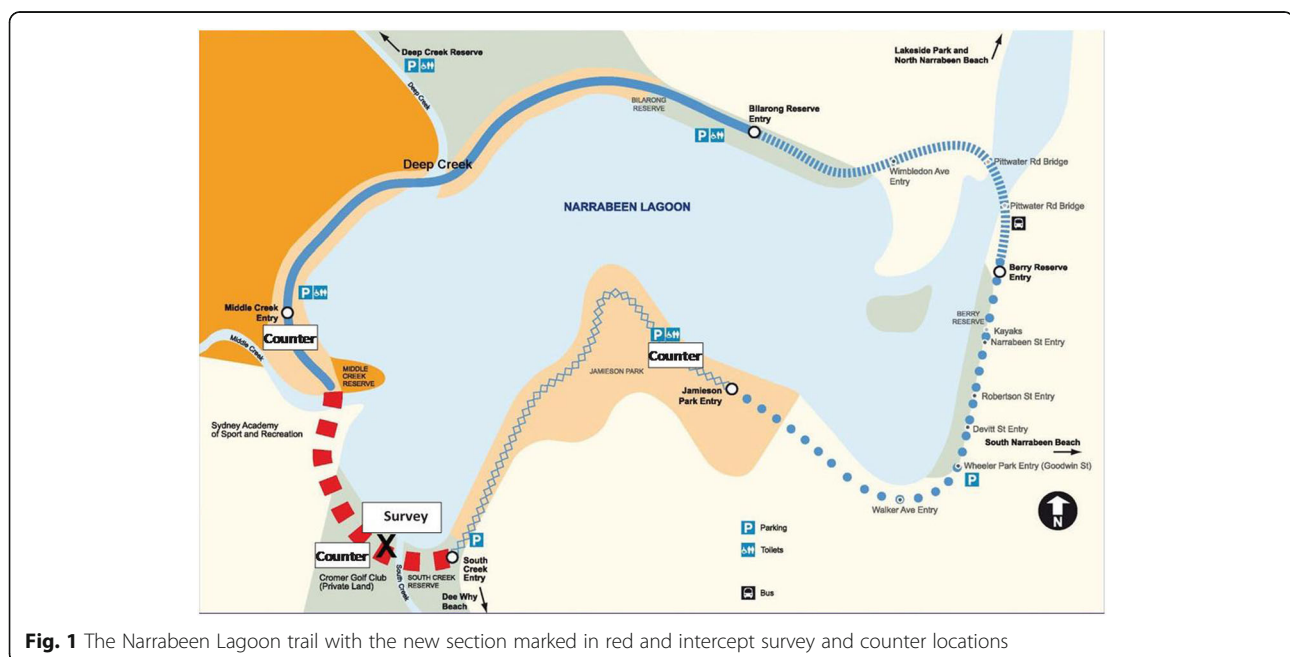 Deep Creek Reserve
P
Deep Creek
Lakeside Park and
North Narrabeen Beach
BILARONG
RESERVE
Bilarong Reserve
Entry
P
Deep Creek
Wimbledon Ave
Entry
Pittwater Rd Bridge
NARRABEEN LAGOON
Pittwater Rd Bridge
Berry Reserve
Entry
Middle Creek
Entry
P
Counter
Middle Creek
BERRY
RESERVE
Kayaks
Narrabeen St Entry
P
Counter
JAMIESON PARK
Jamieson
Park Entry
MIDDLE
CREEK
RESERVE
Robertson St Entry
Sydney Academy
of Sport and Recreation
Devitt St Entry
South Narrabeen Beach
Wheeler Park Entry (Goodwin St)
P
Walker Ave Entry
Survey
X
Counter
P
South
Creek
Entry
Cromer Golf Club
(Private Land)
South Creek
SOUTH CREEK
RESERVE
Dee Why
Beach
P Parking
Toilets
Bus
N
Fig. 1 The Narrabeen Lagoon trail with the new section marked in red and intercept survey and counter locations